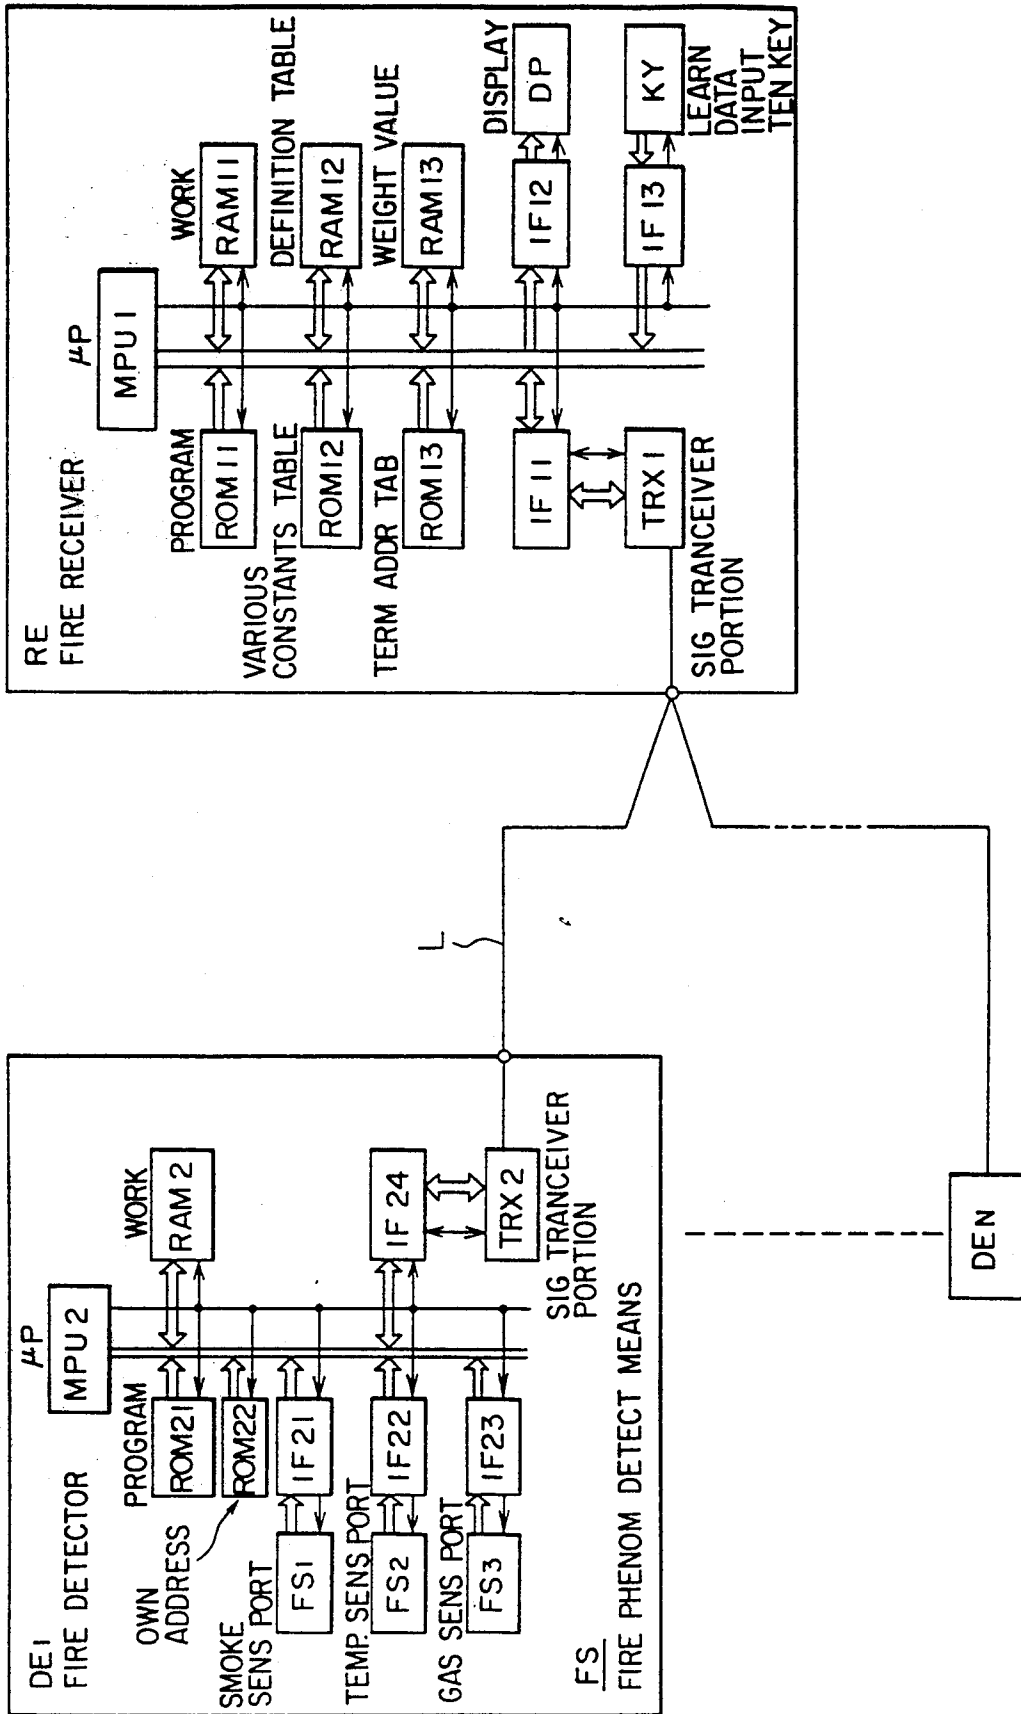 RE
FIRE RECEIVER
μP
MPU1
PROGRAM
ROM11
WORK
RAM11
VARIOUS
CONSTANTS TABLE
ROM12
DEFINITION TABLE
RAM12
TERM ADDR TAB
ROM13
WEIGHT VALUE
RAM13
IF11
IF12
DISPLAY
DP
TRX1
SIG TRANCEIVER
PORTION
IF13
KY
LEARN
DATA
INPUT
TEN KEY
L
DE1
FIRE DETECTOR
μP
MPU2
PROGRAM
ROM21
WORK
RAM2
OWN
ADDRESS
ROM22
SMOKE
SENS PORT
FS1
IF21
TEMP. SENS PORT
FS2
IF22
IF24
GAS SENS PORT
FS3
IF23
TRX2
SIG TRANCEIVER
PORTION
FS
FIRE PHENOM DETECT MEANS
DEN